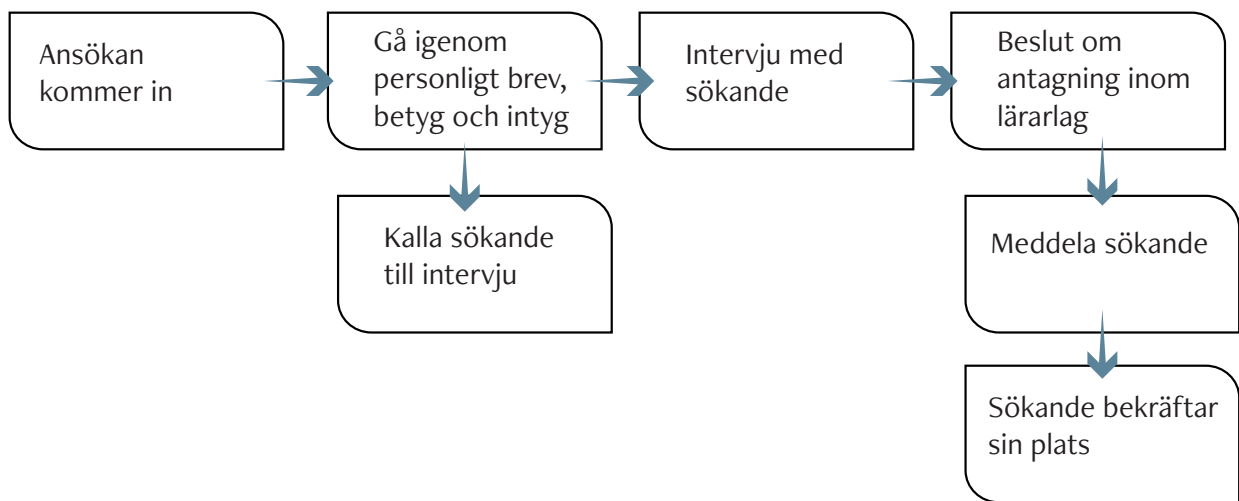 Ansökan
kommer in
Gå igenom
personligt brev,
betyg och intyg
Intervju med
sökande
Beslut om
antagning inom
lärarlag
Kalla sökande
till intervju
Meddela sökande
Sökande bekräftar
sin plats